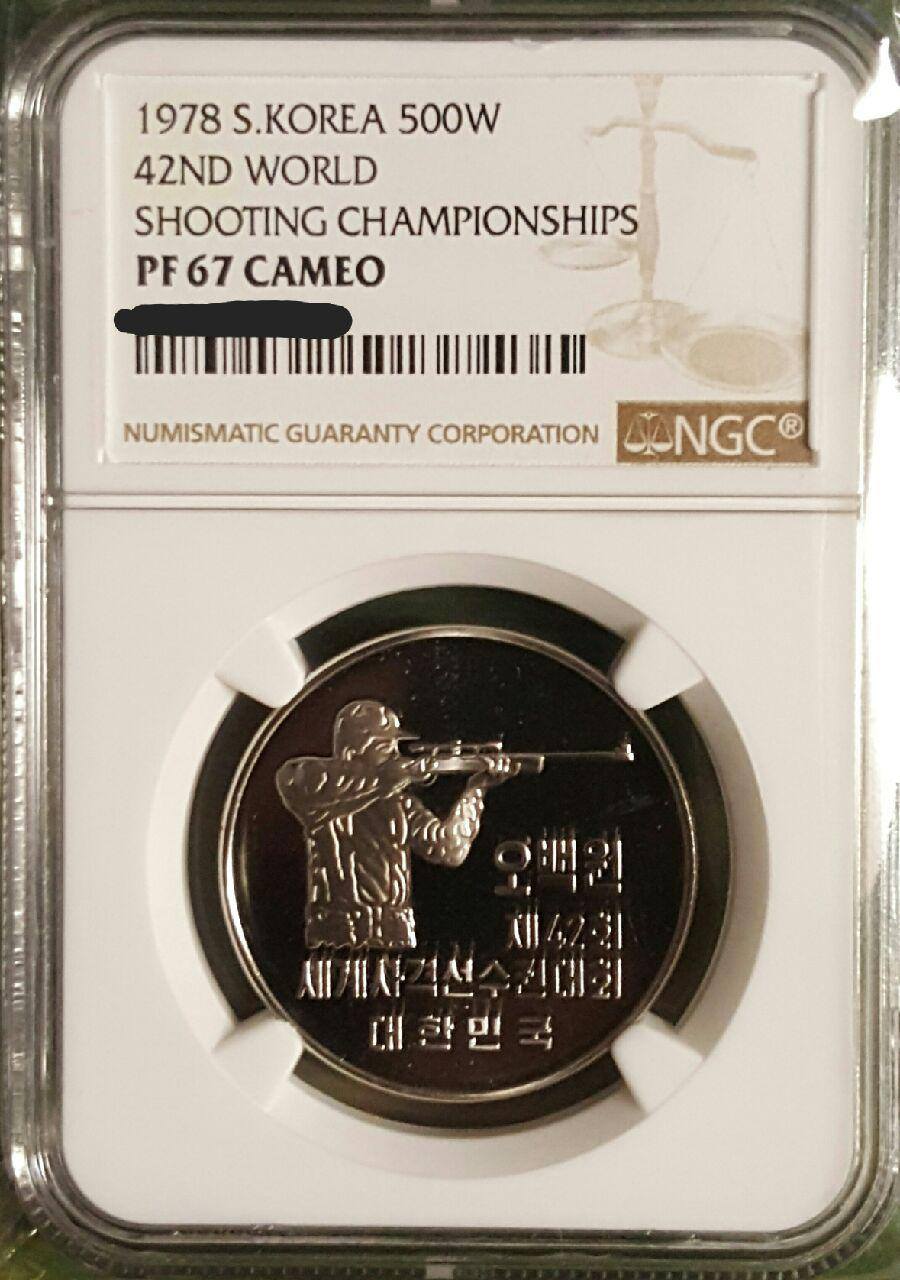 1978 S.KOREA 500W
42ND WORLD
SHOOTING CHAMPIONSHIPS
PF 67 CAMEO
NUMISMATIC GUARANTY CORPORATION
NGC®
오백원
제42회
세계사격선수권대회
대한민국